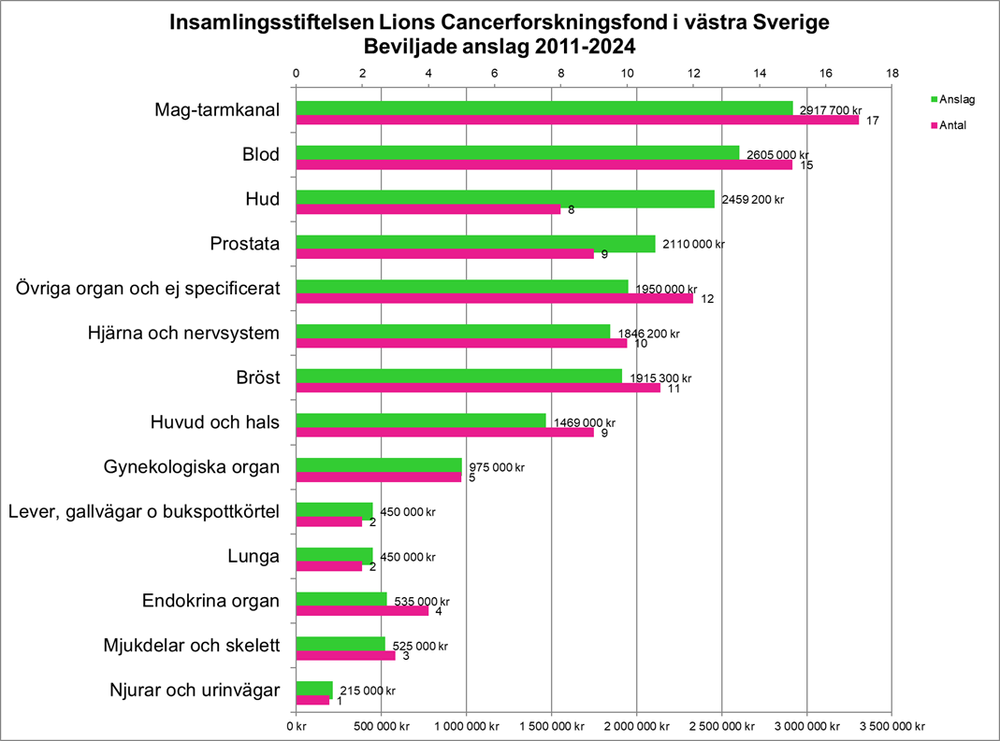 Insamlingsstiftelsen Lions Cancerforskningsfond i västra Sverige
Beviljade anslag 2011-2024
0 2 4 6 8 10 12 14 16 18
Anslag
Antal
Mag-tarmkanal 2917 700 kr
17
Blod 2605 000 kr
15
Hud 2459 200 kr
8
Prostata 2110 000 kr
9
Övriga organ och ej specificerat 1950 000 kr
12
Hjärna och nervsystem 1846 200 kr
10
Bröst 1915 300 kr
11
Huvud och hals 1469 000 kr
9
Gynekologiska organ 975 000 kr
5
Lever, gallvägar o bukspottkörtel 450 000 kr
2
Lunga 450 000 kr
2
Endokrina organ 535 000 kr
4
Mjukdelar och skelett 525 000 kr
3
Njurar och urinvägar 215 000 kr
1
0 kr 500 000 kr 1 000 000 kr 1 500 000 kr 2 000 000 kr 2 500 000 kr 3 000 000 kr 3 500 000 kr